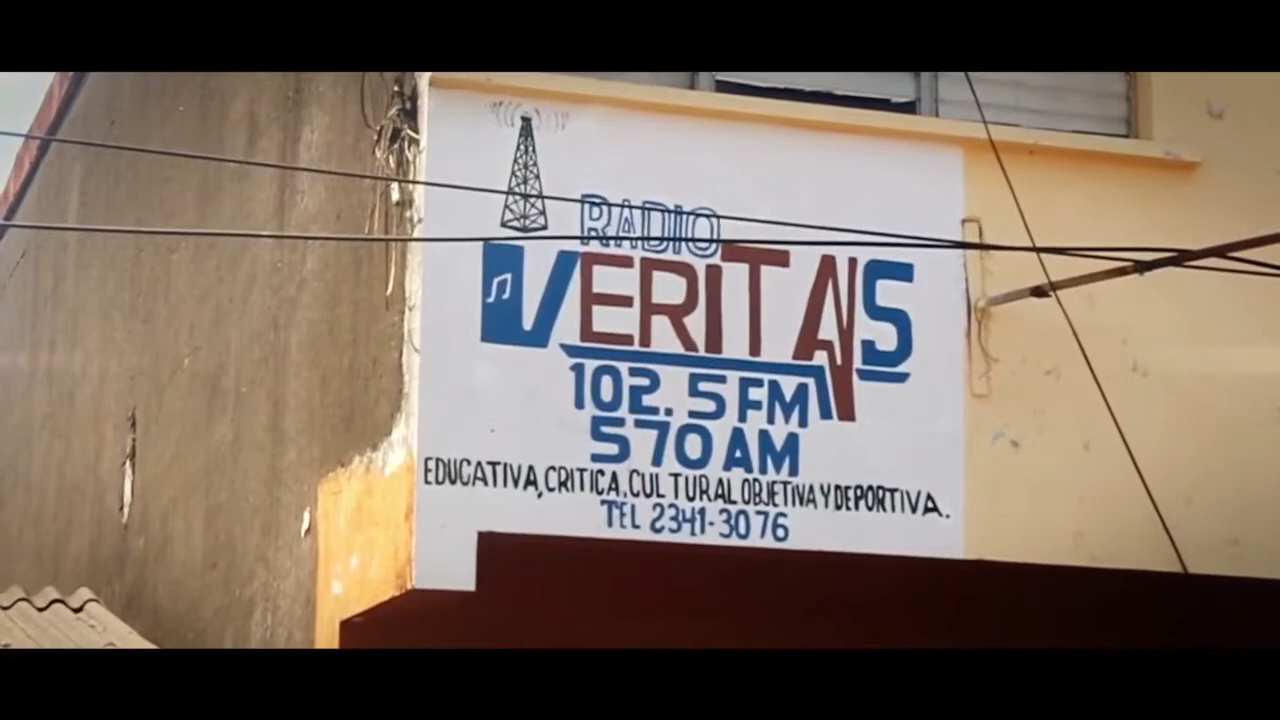 RADIO
VERITAS
102.5 FM
570 AM
EDUCATIVA, CRITICA, CULTURAL OBJETIVA Y DEPORTIVA.
TEL 2341-3076